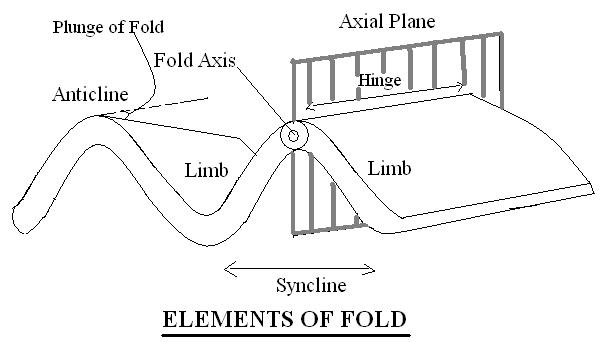 Axial Plane
Plunge of Fold
Fold Axis
Hinge
Anticline
Limb
Limb
Syncline
ELEMENTS OF FOLD